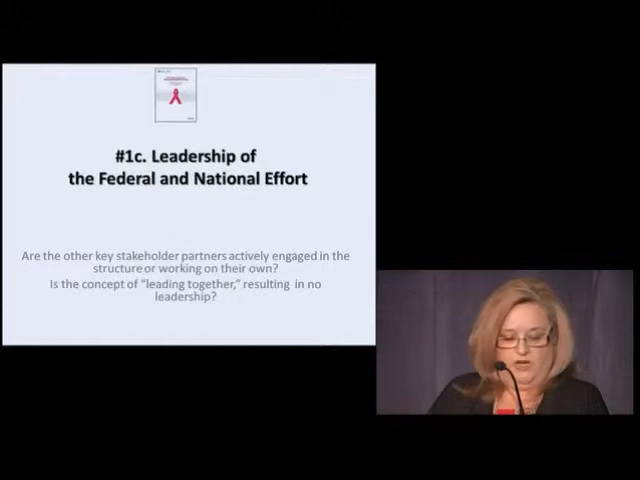 #1c. Leadership of
the Federal and National Effort
Are the other key stakeholder partners actively engaged in the
structure or working on their own?
Is the concept of “leading together,” resulting in no
leadership?